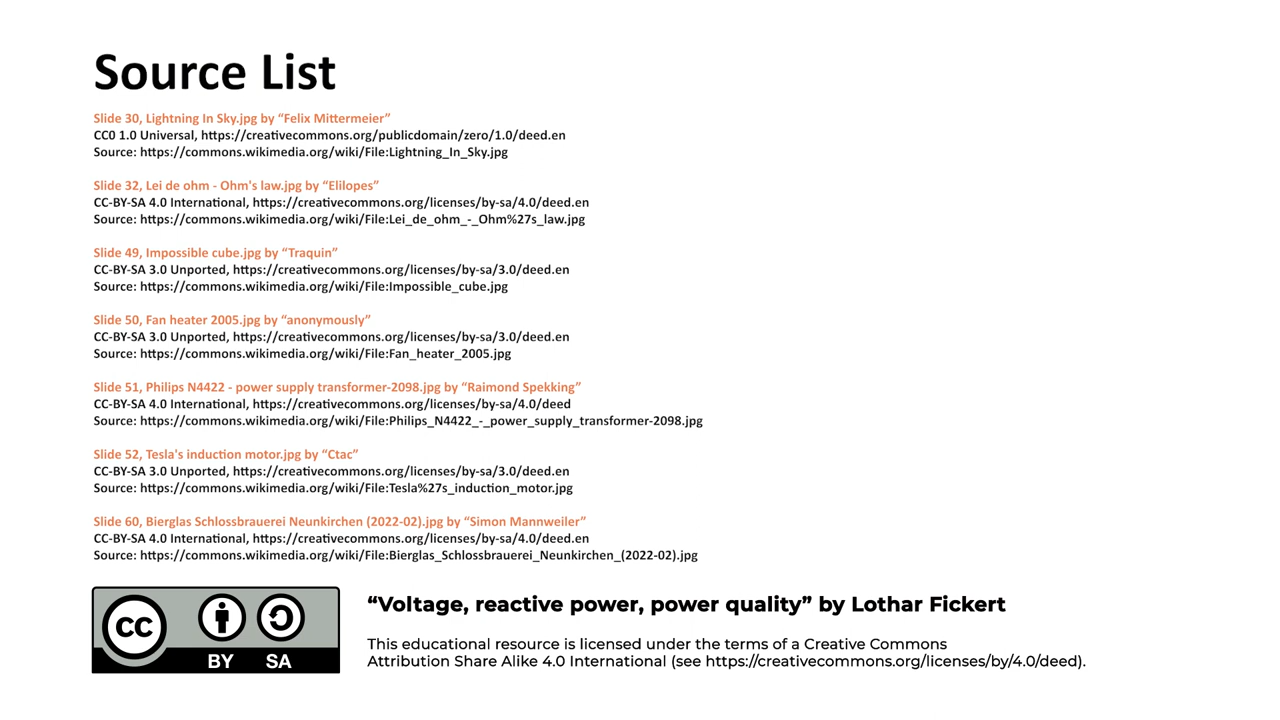 Source List
Slide 30, Lightning In Sky.jpg by “Felix Mittermeier”
CC0 1.0 Universal, https://creativecommons.org/publicdomain/zero/1.0/deed.en
Source: https://commons.wikimedia.org/wiki/File:Lightning_In_Sky.jpg
Slide 32, Lei de ohm - Ohm's law.jpg by “Elilopes”
CC-BY-SA 4.0 International, https://creativecommons.org/licenses/by-sa/4.0/deed.en
Source: https://commons.wikimedia.org/wiki/File:Lei_de_ohm_-_Ohm%27s_law.jpg
Slide 49, Impossible cube.jpg by “Traquin”
CC-BY-SA 3.0 Unported, https://creativecommons.org/licenses/by-sa/3.0/deed.en
Source: https://commons.wikimedia.org/wiki/File:Impossible_cube.jpg
Slide 50, Fan heater 2005.jpg by “anonymously”
CC-BY-SA 3.0 Unported, https://creativecommons.org/licenses/by-sa/3.0/deed.en
Source: https://commons.wikimedia.org/wiki/File:Fan_heater_2005.jpg
Slide 51, Philips N4422 - power supply transformer-2098.jpg by “Raimond Spekking”
CC-BY-SA 4.0 International, https://creativecommons.org/licenses/by-sa/4.0/deed
Source: https://commons.wikimedia.org/wiki/File:Philips_N4422_-_power_supply_transformer-2098.jpg
Slide 52, Tesla's induction motor.jpg by “Ctac”
CC-BY-SA 3.0 Unported, https://creativecommons.org/licenses/by-sa/3.0/deed.en
Source: https://commons.wikimedia.org/wiki/File:Tesla%27s_induction_motor.jpg
Slide 60, Bierglas Schlossbrauerei Neunkirchen (2022-02).jpg by “Simon Mannweiler”
CC-BY-SA 4.0 International, https://creativecommons.org/licenses/by-sa/4.0/deed.en
Source: https://commons.wikimedia.org/wiki/File:Bierglas_Schlossbrauerei_Neunkirchen_(2022-02).jpg
CC
BY SA
“Voltage, reactive power, power quality” by Lothar Fickert
This educational resource is licensed under the terms of a Creative Commons
Attribution Share Alike 4.0 International (see https://creativecommons.org/licenses/by/4.0/deed).